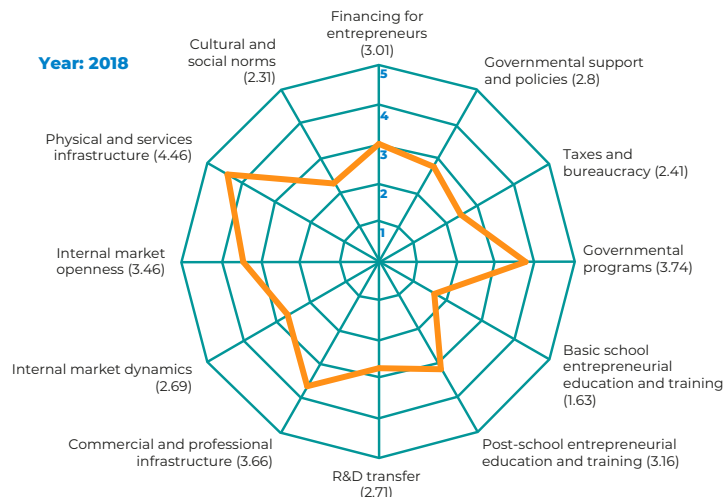 Year: 2018
Financing for
entrepreneurs
(3.01)
Governmental support
and policies (2.8)
Taxes and
bureaucracy (2.41)
Governmental
programs (3.74)
Basic school
entrepreneurial
education and training
(1.63)
Post-school entrepreneurial
education and training (3.16)
R&D transfer
(2.71)
Commercial and professional
infrastructure (3.66)
Internal market dynamics
(2.69)
Internal market
openness (3.46)
Physical and services
infrastructure (4.46)
Cultural and
social norms
(2.31)
5
4
3
2
1